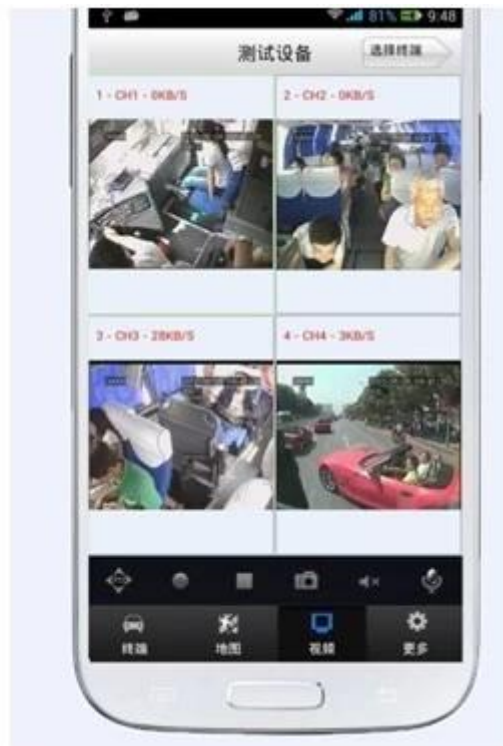 81% 9:48
测试设备
选择终端
1 - CH1 - 0KB/S
2 - CH2 - 0KB/S
3 - CH3 - 28KB/S
4 - CH4 - 3KB/S
终端
地图
视频
更多